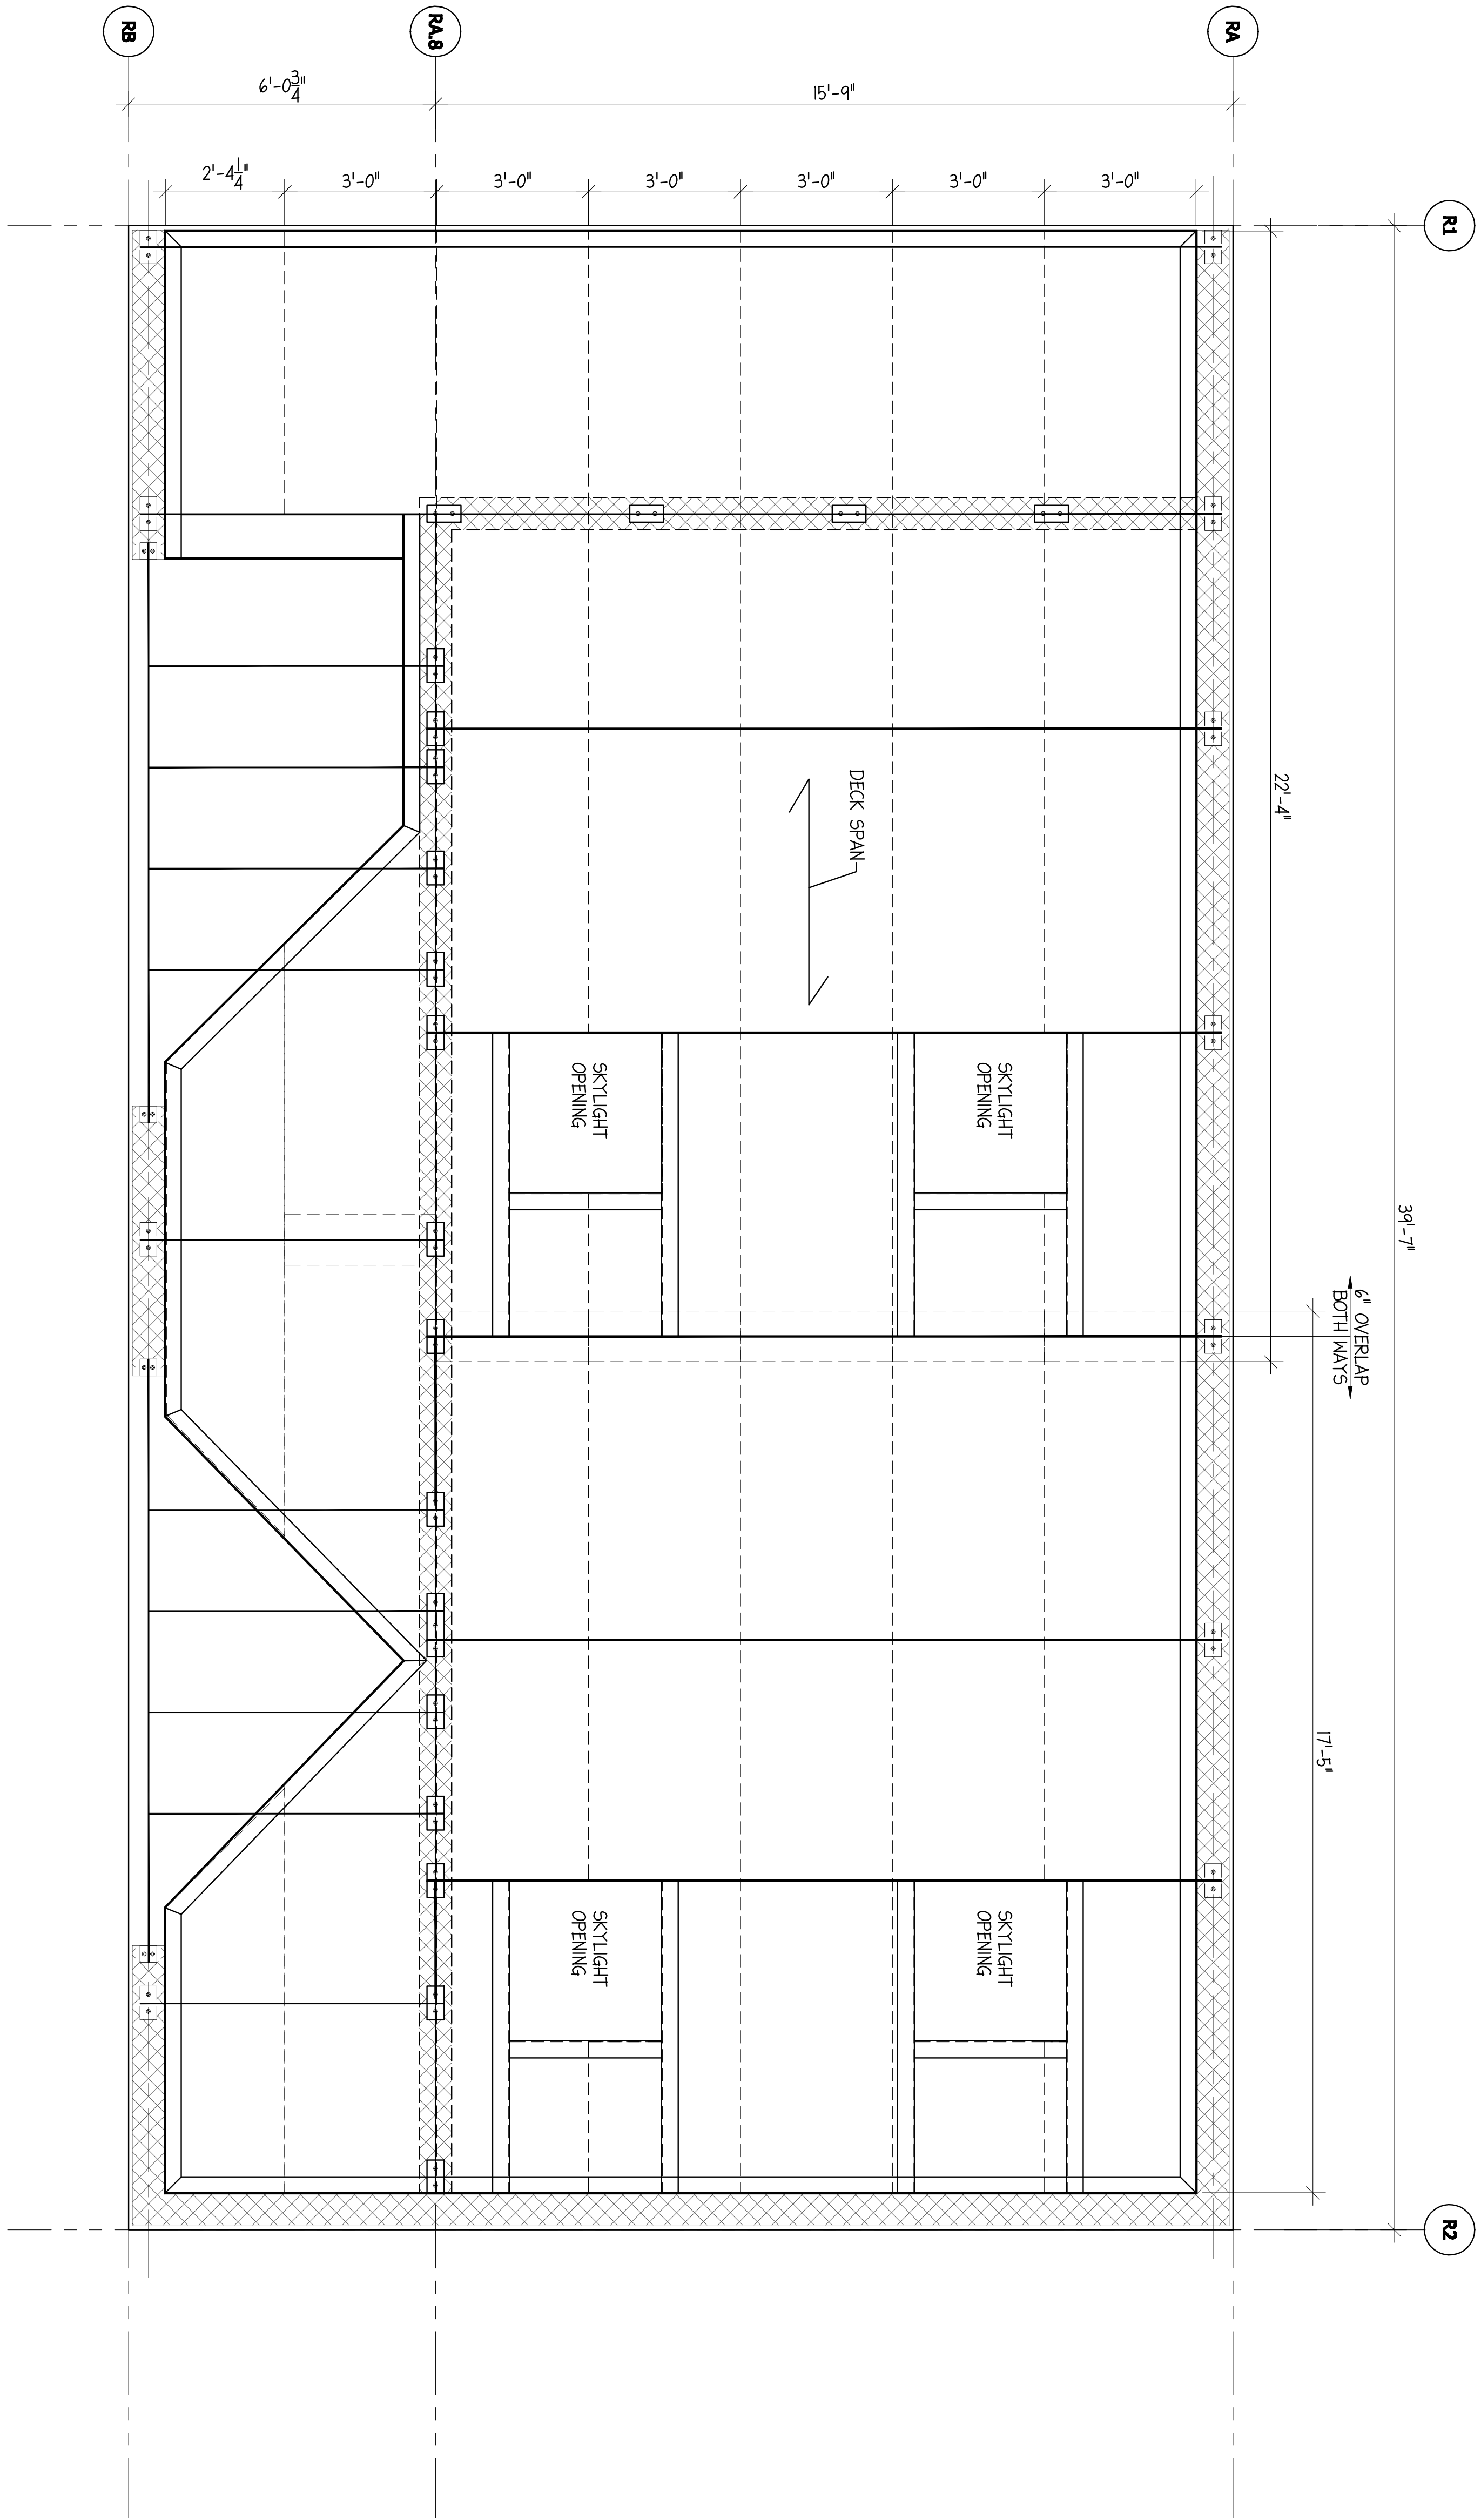 RB
RA.8
RA
6'-0 3/4"
15'-9"
2'-4 1/4"
3'-0"
3'-0"
3'-0"
3'-0"
3'-0"
3'-0"
R1
22'-4"
DECK SPAN
39'-7"
6" OVERLAP
BOTH WAYS
SKYLIGHT
OPENING
SKYLIGHT
OPENING
17'-5"
SKYLIGHT
OPENING
SKYLIGHT
OPENING
R2